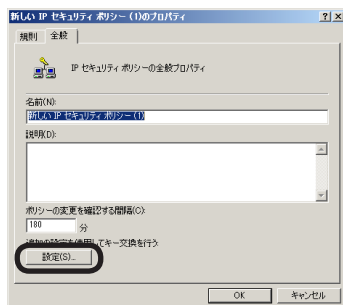 新しい IP セキュリティ ポリシー (1)のプロパティ
規則 全般
IP セキュリティ ポリシーの全般プロパティ
名前(N):
新しい IP セキュリティ ポリシー (1)
説明(D):
ポリシーの変更を確認する間隔(C):
180 分
追加の設定を使用してキー交換を行う:
設定(S)...
OK キャンセル